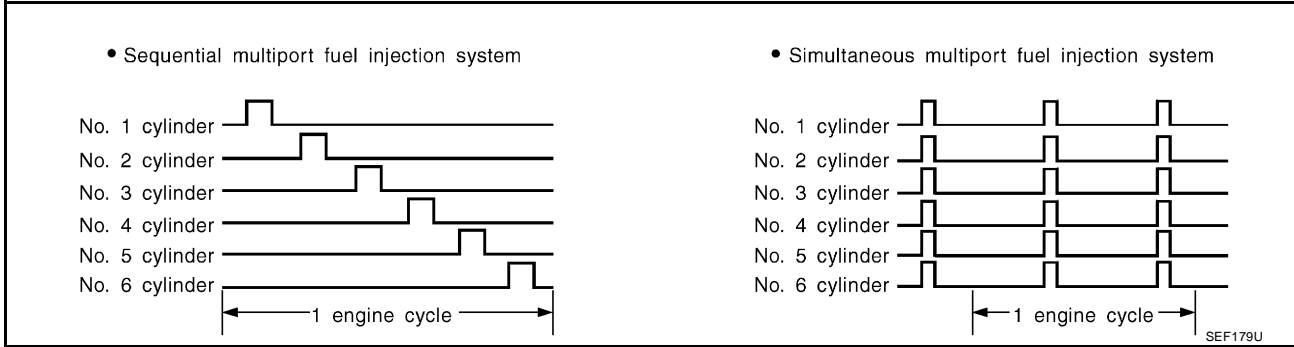 • Sequential multiport fuel injection system
No. 1 cylinder
No. 2 cylinder
No. 3 cylinder
No. 4 cylinder
No. 5 cylinder
No. 6 cylinder
1 engine cycle
• Simultaneous multiport fuel injection system
No. 1 cylinder
No. 2 cylinder
No. 3 cylinder
No. 4 cylinder
No. 5 cylinder
No. 6 cylinder
1 engine cycle
SEF179U